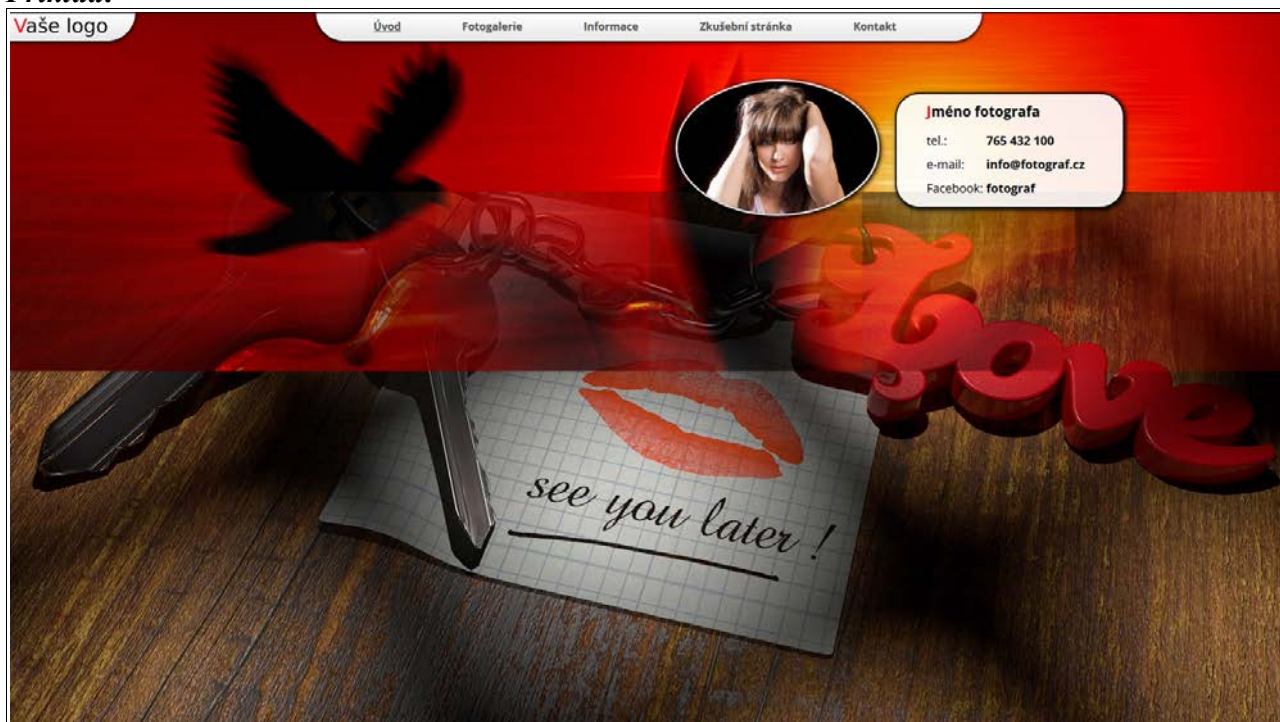 Vaše logo
Úvod Fotogalerie Informace Zkušební stránka Kontakt
Jméno fotografa
tel.: 765 432 100
e-mail: info@fotograf.cz
Facebook: fotograf
Love
see you later !